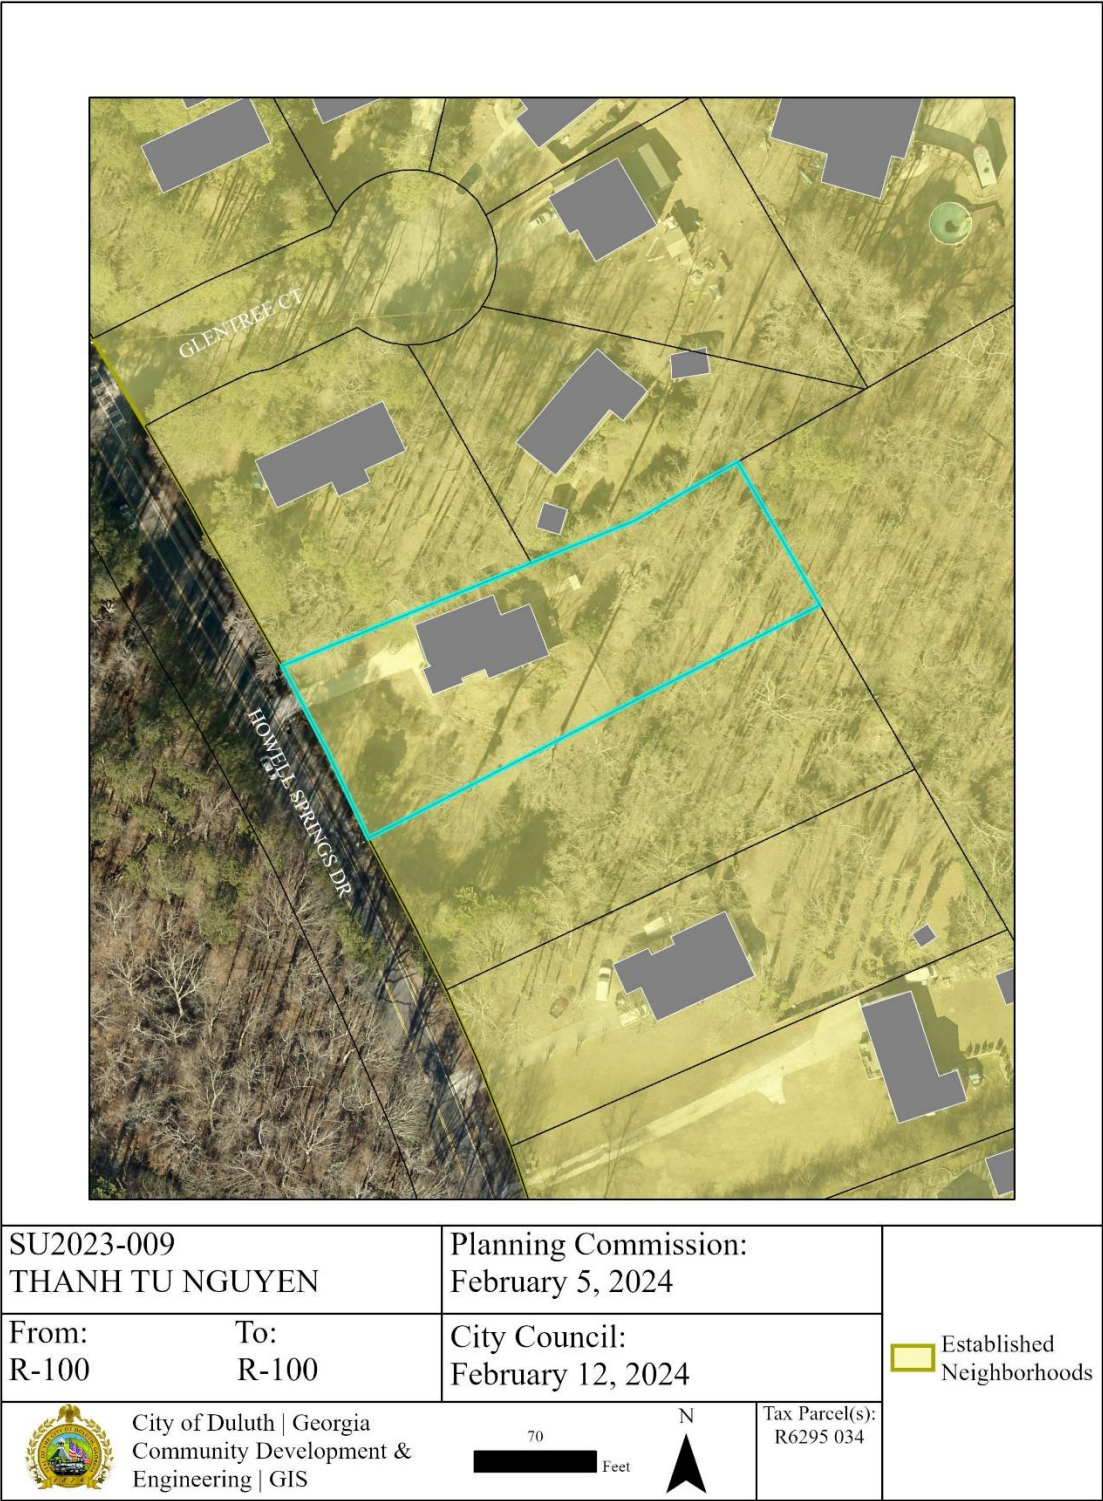 GLENTREE CT
HOWELL SPRINGS DR
SU2023-009
THANH TU NGUYEN
Planning Commission:
February 5, 2024
From: To:
R-100 R-100
City Council:
February 12, 2024
Established
Neighborhoods
City of Duluth | Georgia
Community Development &
Engineering | GIS
70
Feet
N
Tax Parcel(s):
R6295 034